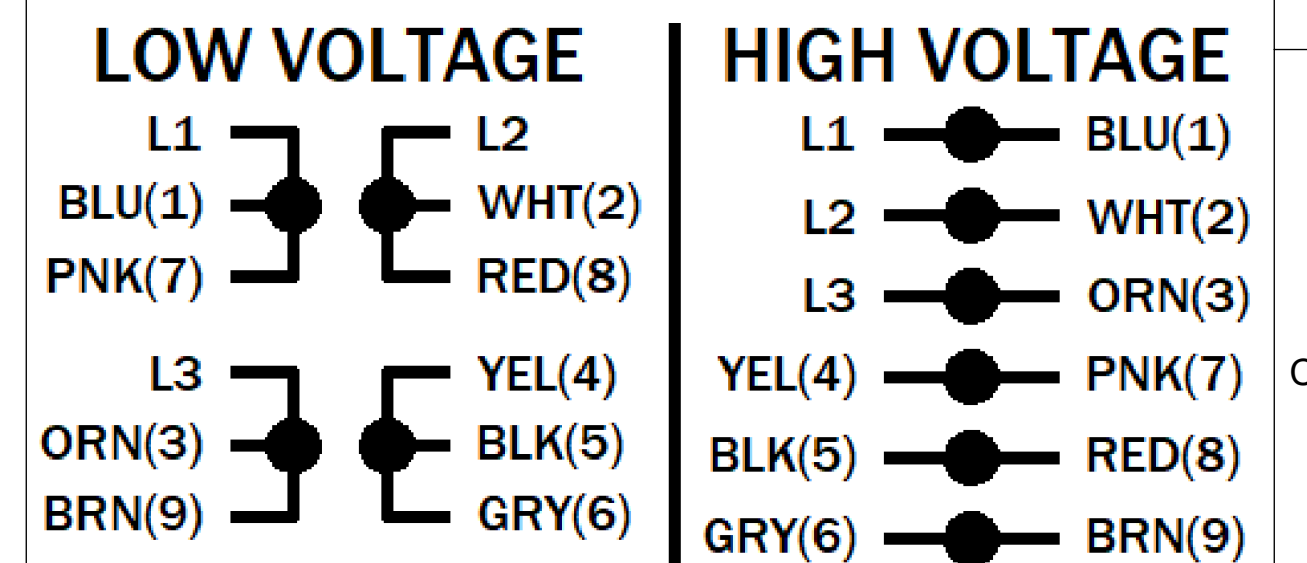 LOW VOLTAGE
L1 L2
BLU(1) WHT(2)
PNK(7) RED(8)
L3 YEL(4)
ORN(3) BLK(5)
BRN(9) GRY(6)
HIGH VOLTAGE
L1 BLU(1)
L2 WHT(2)
L3 ORN(3)
YEL(4) PNK(7)
BLK(5) RED(8)
GRY(6) BRN(9)